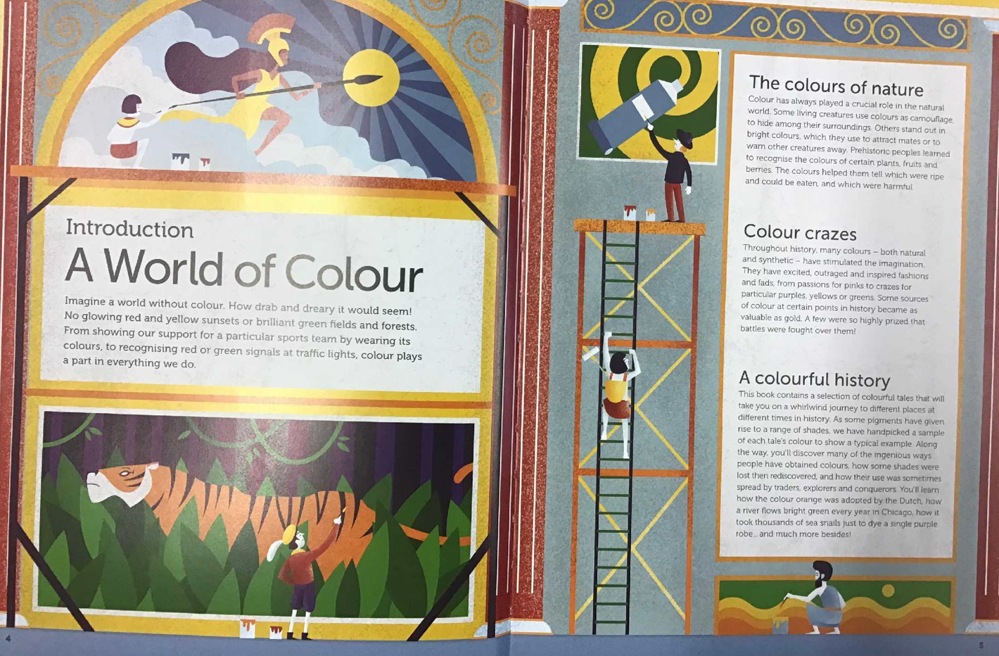 Introduction
A World of Colour
Imagine a world without colour. How drab and dreary it would seem!
No glowing red and yellow sunsets or brilliant green fields and forests.
From showing our support for a particular sports team by wearing its
colours, to recognising red or green signals at traffic lights, colour plays
a part in everything we do.
4
The colours of nature
Colour has always played a crucial role in the natural
world. Some living creatures use colours as camouflage,
to hide among their surroundings. Others stand out in
bright colours, which they use to attract mates or to
warn other creatures away. Prehistoric peoples learned
to recognise the colours of certain plants, fruits and
berries. The colours helped them tell which were ripe
and could be eaten, and which were harmful.
Colour crazes
Throughout history, many colours – both natural
and synthetic – have stimulated the imagination.
They have excited, outraged and inspired fashions
and fads, from passions for pinks to crazes for
particular purples, yellows or greens. Some sources
of colour at certain points in history became as
valuable as gold. A few were so highly prized that
battles were fought over them!
A colourful history
This book contains a selection of colourful tales that will
take you on a whirlwind journey to different places at
different times in history. As some pigments have given
rise to a range of shades, we have handpicked a sample
of each tale's colour to show a typical example. Along
the way, you'll discover many of the ingenious ways
people have obtained colours, how some shades were
lost then rediscovered, and how their use was sometimes
spread by traders, explorers and conquerors. You'll learn
how the colour orange was adopted by the Dutch, how
a river flows bright green every year in Chicago, how it
took thousands of sea snails just to dye a single purple
robe... and much more besides!
5